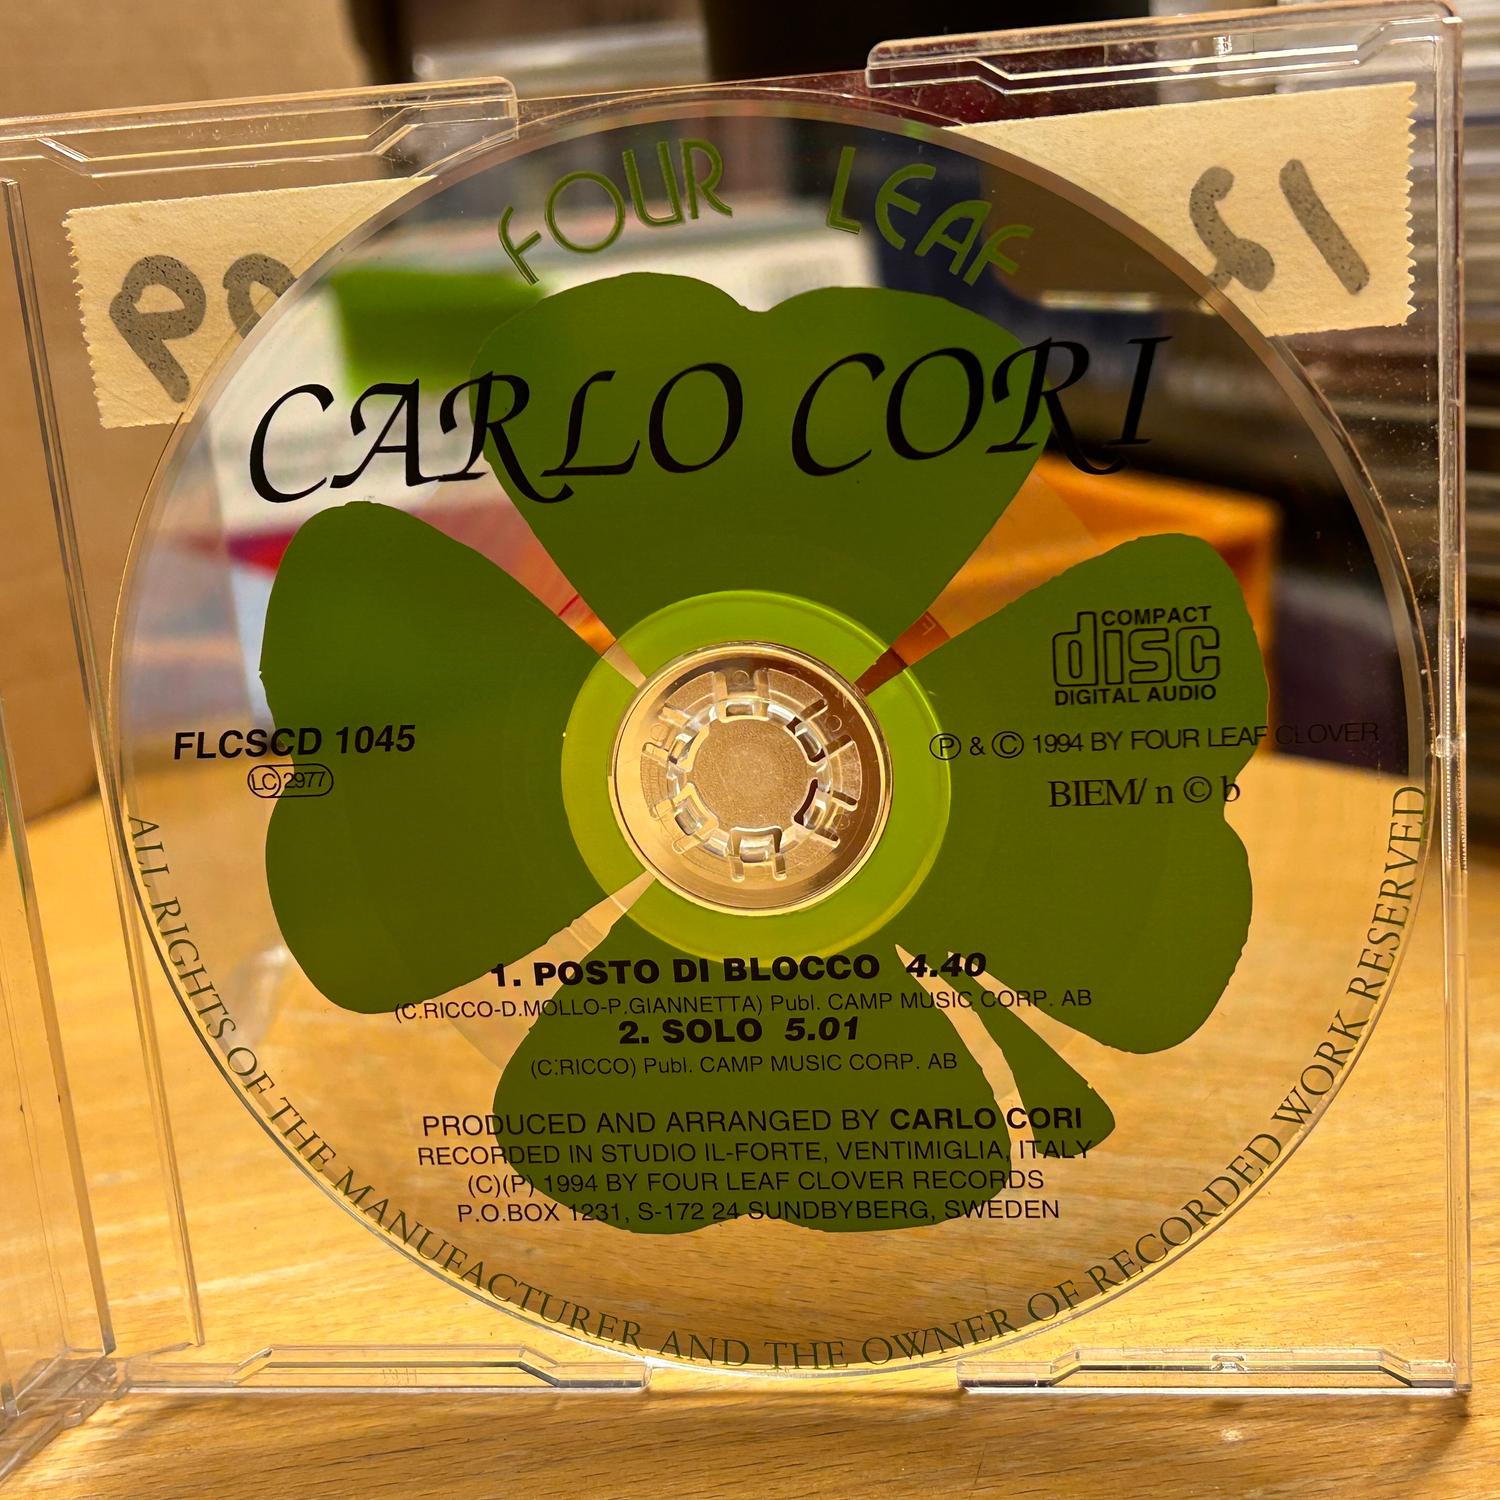 FOUR LEAF
CARLO CORI
COMPACT
disc
DIGITAL AUDIO
FLCSCD 1045
LC 2977
Ⓟ & © 1994 BY FOUR LEAF CLOVER
BIEM/ n © b
1. POSTO DI BLOCCO 4.40
(C.RICCO-D.MOLLO-P.GIANNETTA) Publ. CAMP MUSIC CORP. AB
2. SOLO 5.01
(C.RICCO) Publ. CAMP MUSIC CORP. AB
PRODUCED AND ARRANGED BY CARLO CORI
RECORDED IN STUDIO IL-FORTE, VENTIMIGLIA, ITALY
(C)(P) 1994 BY FOUR LEAF CLOVER RECORDS
P.O.BOX 1231, S-172 24 SUNDBYBERG, SWEDEN
ALL RIGHTS OF THE MANUFACTURER AND THE OWNER OF RECORDED WORK RESERVED